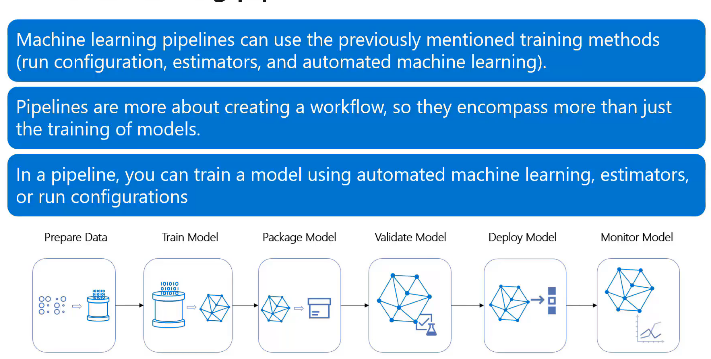 Machine learning pipelines can use the previously mentioned training methods
(run configuration, estimators, and automated machine learning).
Pipelines are more about creating a workflow, so they encompass more than just
the training of models.
In a pipeline, you can train a model using automated machine learning, estimators,
or run configurations
Prepare Data
Train Model
Package Model
Validate Model
Deploy Model
Monitor Model